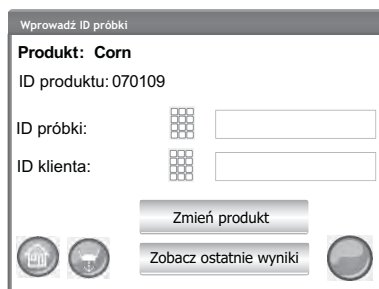 Wprowadź ID próbki
Produkt: Corn
ID produktu: 070109
ID próbki:
ID klienta:
Zmień produkt
Zobacz ostatnie wyniki